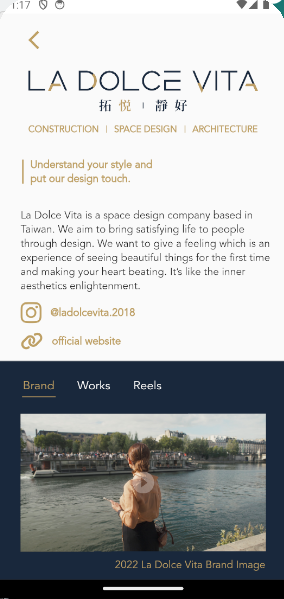 1:17
LA DOLCE VITA
拓 悅 | 靜 好
CONSTRUCTION | SPACE DESIGN | ARCHITECTURE
Understand your style and
put our design touch.
La Dolce Vita is a space design company based in
Taiwan. We aim to bring satisfying life to people
through design. We want to give a feeling which is an
experience of seeing beautiful things for the first time
and making your heart beating. It's like the inner
aesthetics enlightenment.
@ladolcevita.2018
official website
Brand Works Reels
2022 La Dolce Vita Brand Image